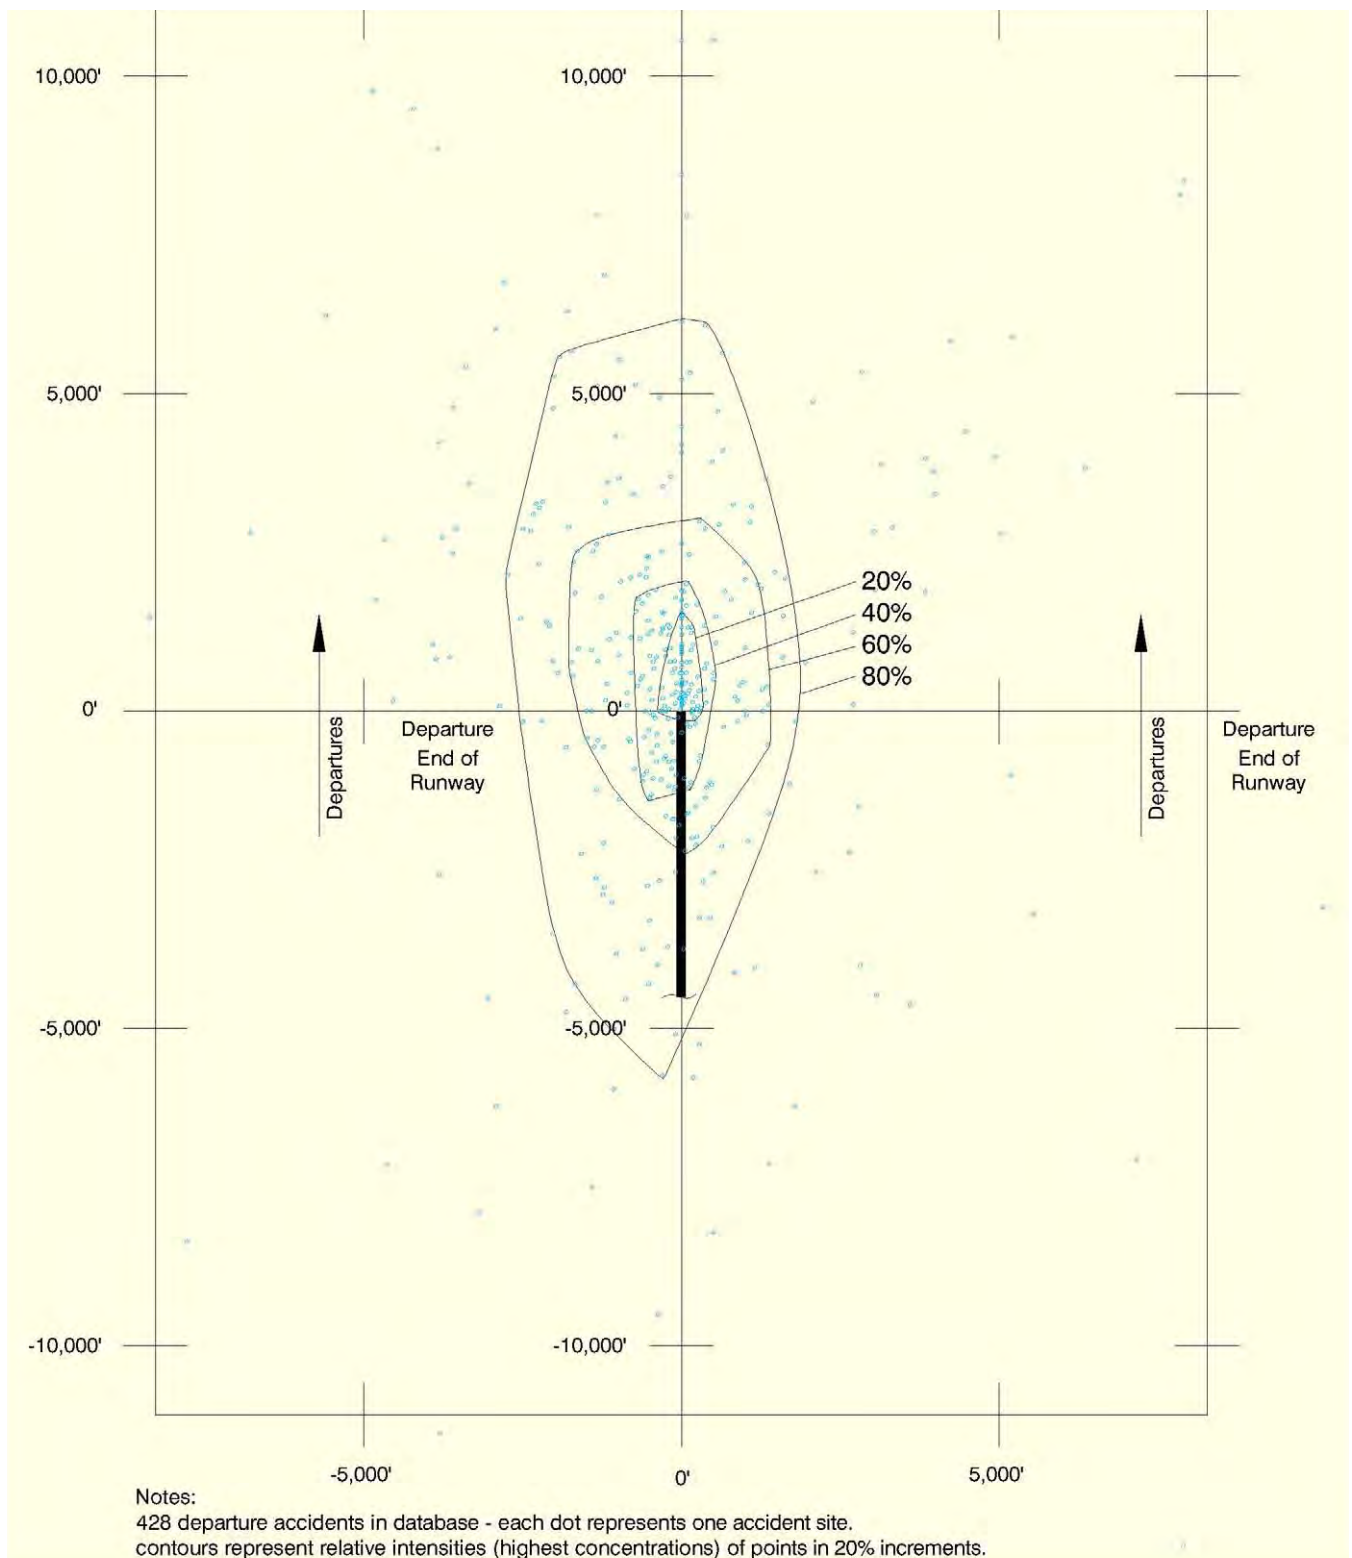 10,000'
10,000'
5,000'
5,000'
20%
40%
60%
80%
0'
0'
Departures
Departure
End of
Runway
Departures
Departure
End of
Runway
-5,000'
-5,000'
-10,000'
-10,000'
-5,000'
0'
5,000'
Notes:
428 departure accidents in database - each dot represents one accident site.
contours represent relative intensities (highest concentrations) of points in 20% increments.